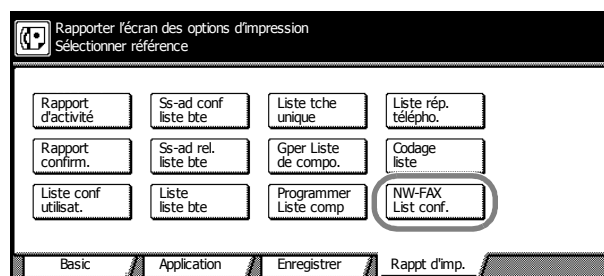 Rapporter l'écran des options d'impression
Sélectionner référence
Rapport
d'activité
Ss-ad conf
liste bte
Liste tche
unique
Liste rép.
télépho.
Rapport
confirm.
Ss-ad rel.
liste bte
Gper Liste
de compo.
Codage
liste
Liste conf
utilisat.
Liste
liste bte
Programmer
Liste comp
NW-FAX
List conf.
Basic
Application
Enregistrer
Rappt d'imp.